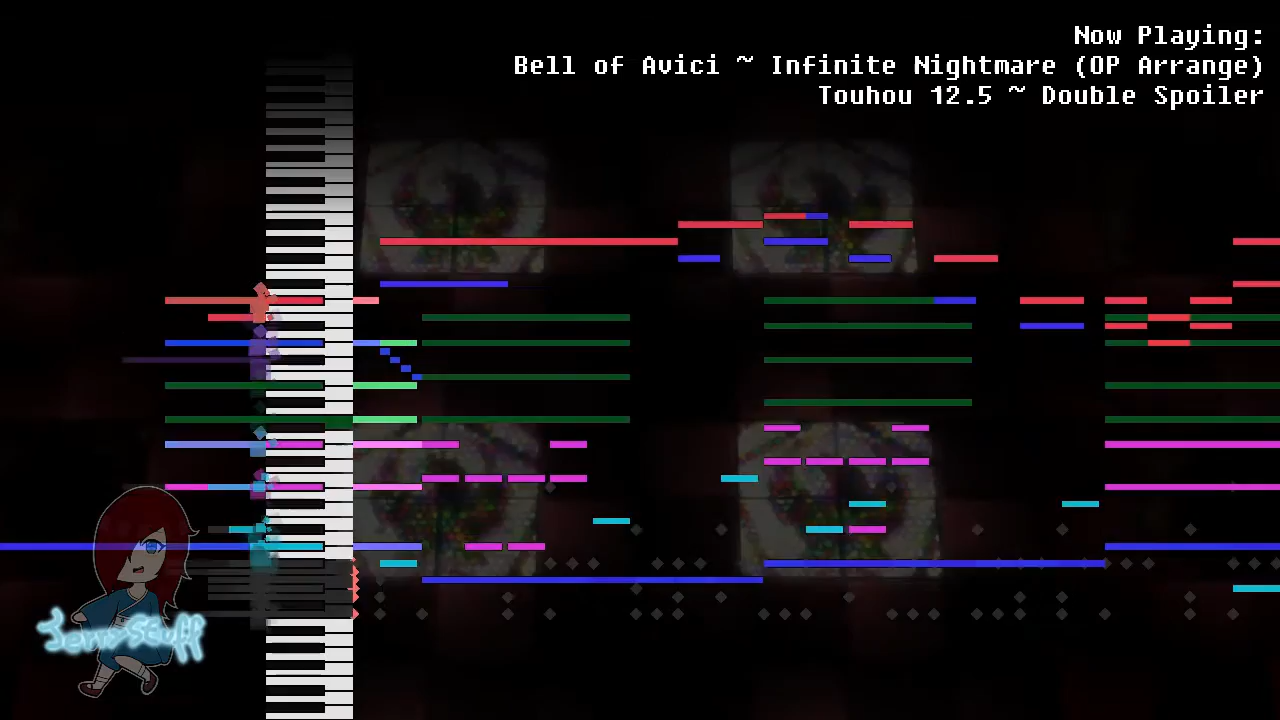 Now Playing:
Bell of Avici ~ Infinite Nightmare (OP Arrange)
Touhou 12.5 ~ Double Spoiler